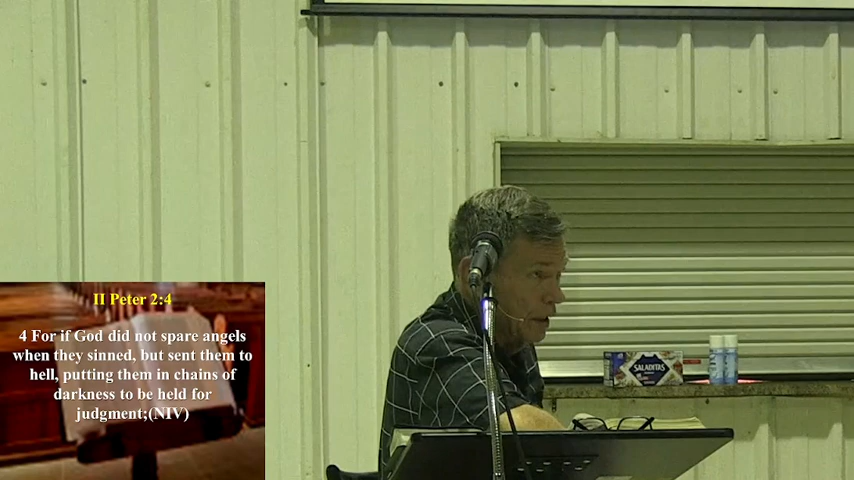 II Peter 2:4
4 For if God did not spare angels
when they sinned, but sent them to
hell, putting them in chains of
darkness to be held for
judgment;(NIV)
SALADITAS